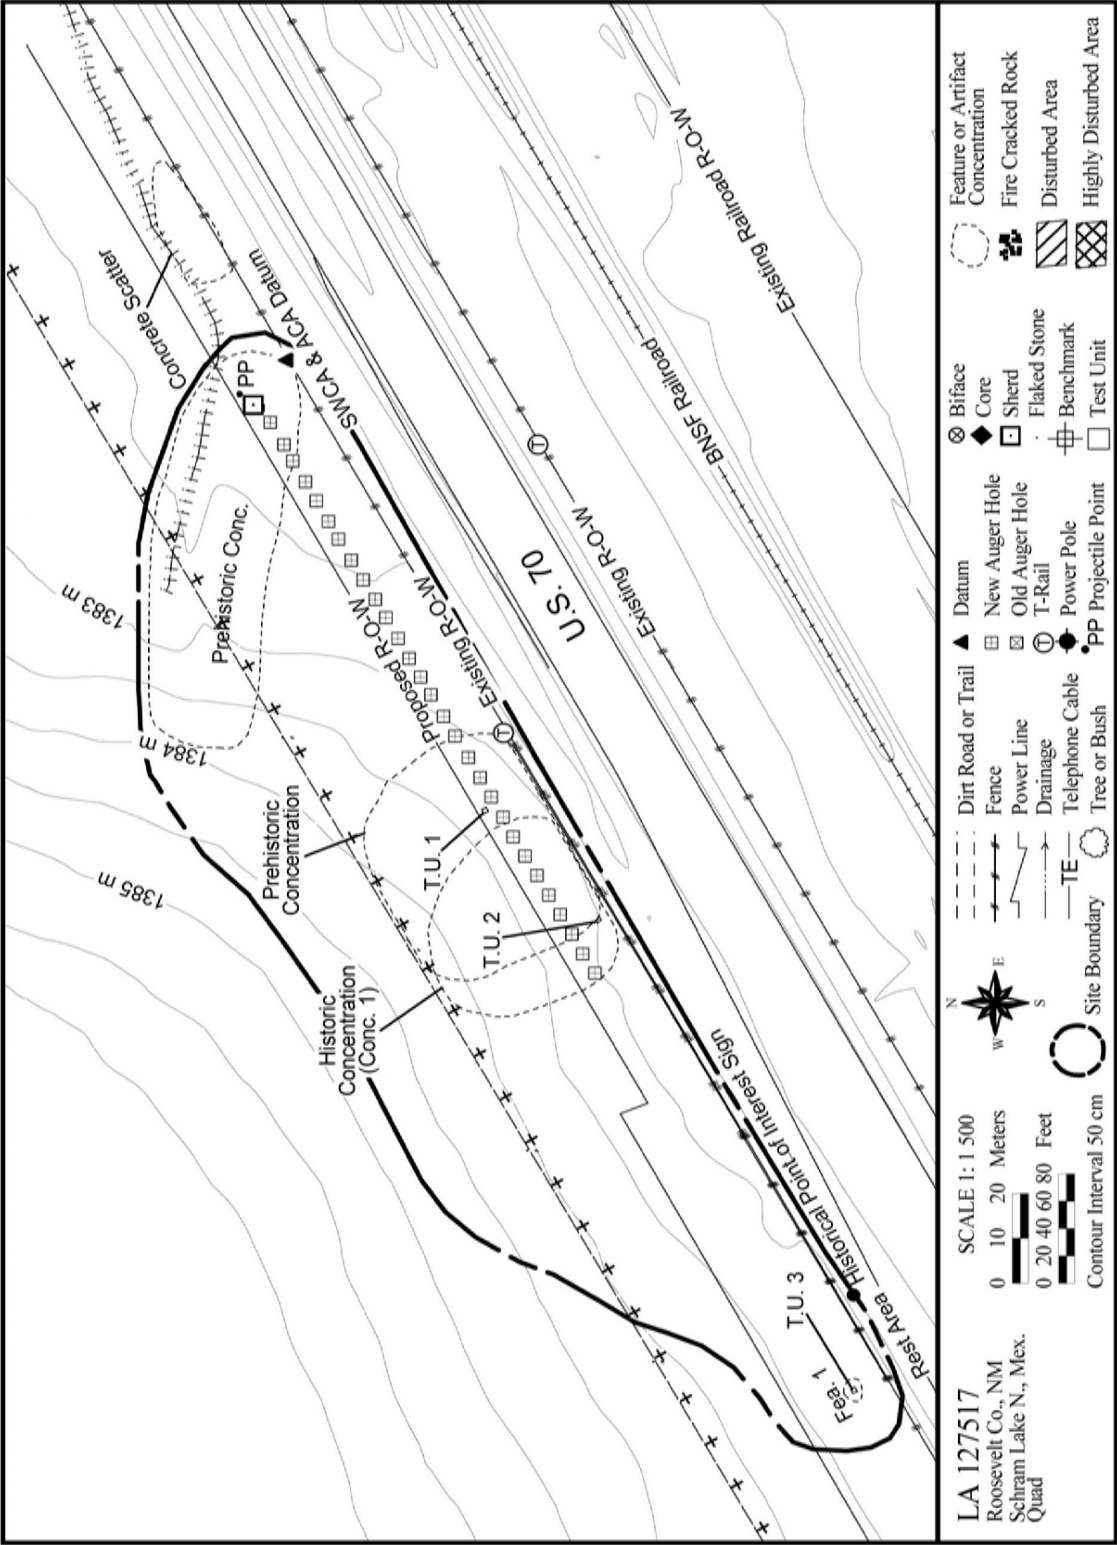 Concrete Scatter
PP
SWCA & ACA Datum
Prehistoric Conc.
1383 m
1384 m
1385 m
Proposed R-O-W
Existing R-O-W
U.S. 70
T
Existing R-O-W
T
BNSF Railroad
Existing Railroad R-O-W
Prehistoric
Concentration
T.U. 1
T.U. 2
Historic
Concentration
(Conc. 1)
Historical Point of Interest Sign
T.U. 3
Fea. 1
Rest Area
LA 127517
Roosevelt Co., NM
Schram Lake N., Mex.
Quad
SCALE 1: 1 500
0 10 20 Meters
0 20 40 60 80 Feet
Contour Interval 50 cm
N
W E
S
Site Boundary
Dirt Road or Trail
Fence
Power Line
Drainage
TE Telephone Cable
Tree or Bush
Datum
New Auger Hole
Old Auger Hole
T T-Rail
Power Pole
PP Projectile Point
Biface
Core
Sherd
Flaked Stone
Benchmark
Test Unit
Feature or Artifact
Concentration
Fire Cracked Rock
Disturbed Area
Highly Disturbed Area